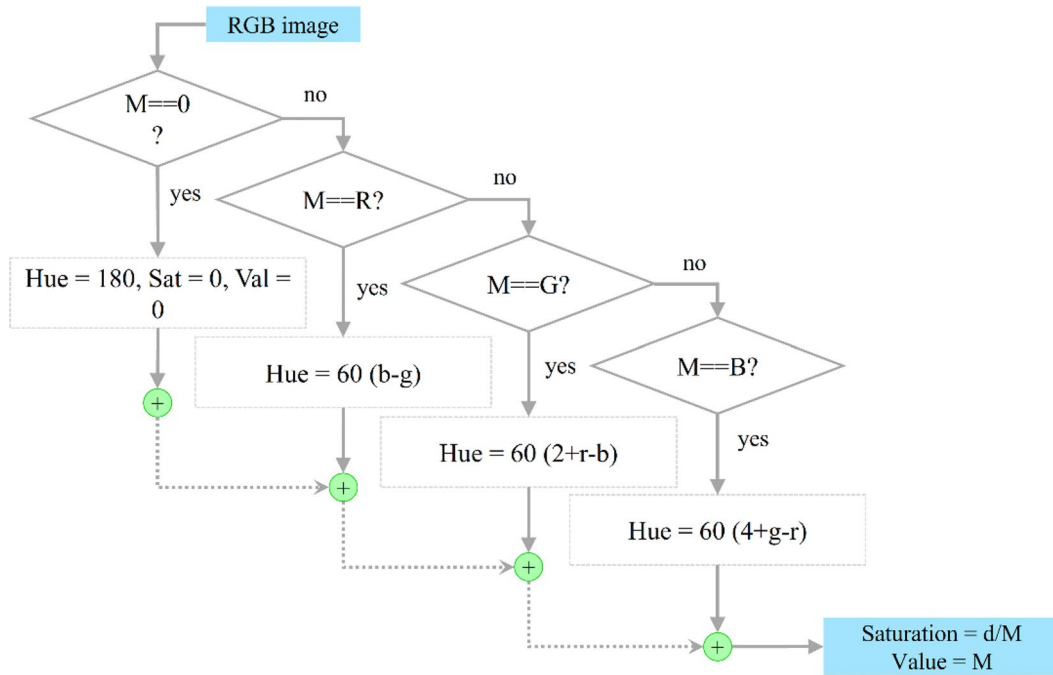 RGB image
M==0
?
no
yes
M==R?
no
yes
Hue = 180, Sat = 0, Val =
0
M==G?
no
yes
Hue = 60 (b-g)
M==B?
yes
+
Hue = 60 (2+r-b)
+
Hue = 60 (4+g-r)
+
+
Saturation = d/M
Value = M